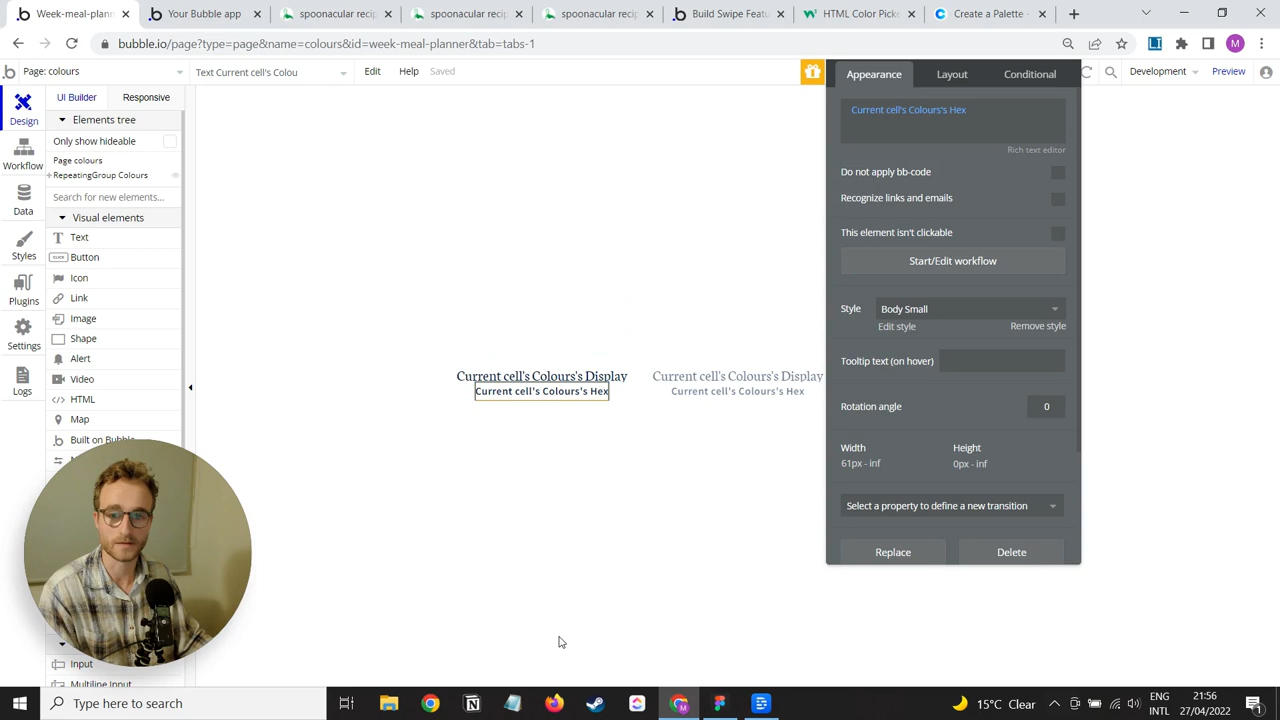 Week Meal Planner
Your Bubble app
spoonacular recip
spoonacular recip
spoonacular recip
Build Swipe Featu
HTML Color Picke
Create a Palette -
bubble.io/page?type=page&name=colours&id=week-meal-planner&tab=tabs-1
M
Page: colours
Text Current cell's Colou
Edit
Help
Saved
Development
Preview
UI Builder
Responsive
Elements tree
Only show hideable
Page colours
RepeatingGroup Colours
Search for new elements...
Visual elements
Text
Button
Icon
Link
Image
Shape
Alert
Video
HTML
Map
Built on Bubble
Input
Multiline Input
Design
Workflow
Data
Styles
Plugins
Settings
Logs
Current cell's Colours's Display
Current cell's Colours's Hex
Current cell's Colours's Display
Current cell's Colours's Hex
Appearance
Layout
Conditional
Current cell's Colours's Hex
Rich text editor
Do not apply bb-code
Recognize links and emails
This element isn't clickable
Start/Edit workflow
Style
Body Small
Edit style
Remove style
Tooltip text (on hover)
Rotation angle
0
Width
Height
61px - inf
0px - inf
Select a property to define a new transition
Replace
Delete
Type here to search
15°C Clear
ENG
INTL
21:56
27/04/2022